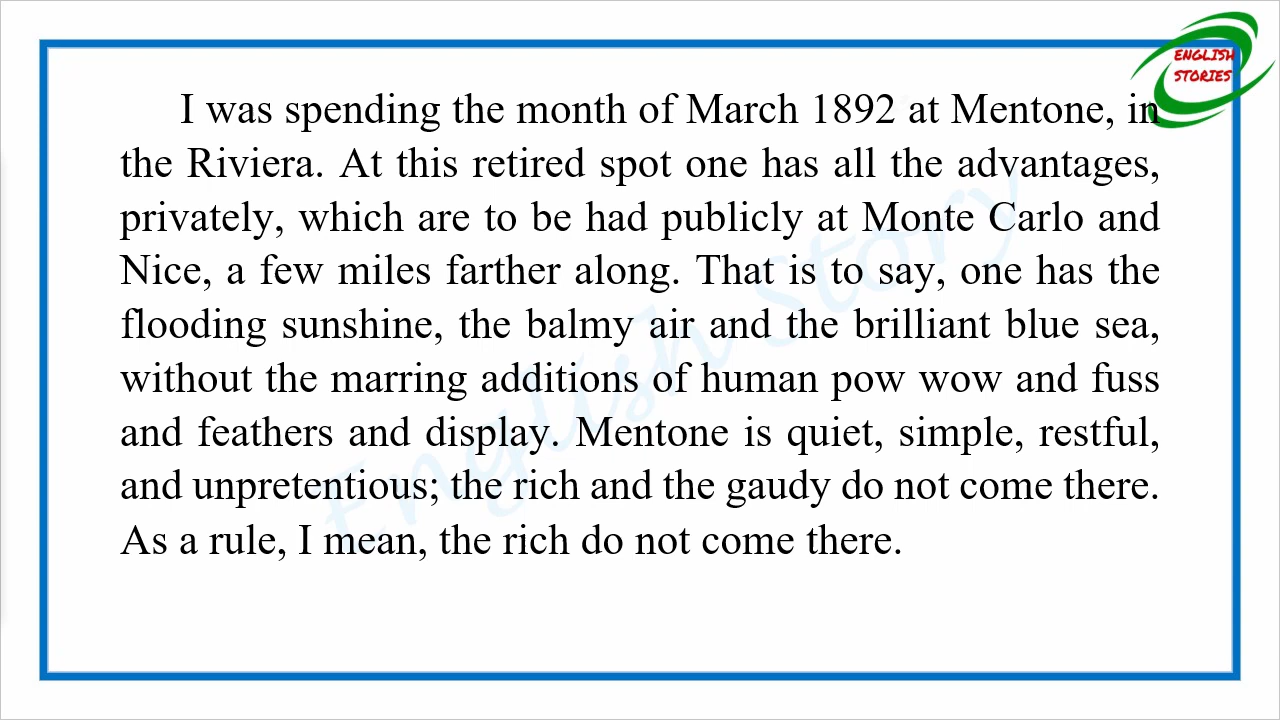 ENGLISH
STORIES
I was spending the month of March 1892 at Mentone, in
the Riviera. At this retired spot one has all the advantages,
privately, which are to be had publicly at Monte Carlo and
Nice, a few miles farther along. That is to say, one has the
flooding sunshine, the balmy air and the brilliant blue sea,
without the marring additions of human pow wow and fuss
and feathers and display. Mentone is quiet, simple, restful,
and unpretentious; the rich and the gaudy do not come there.
As a rule, I mean, the rich do not come there.
English Story